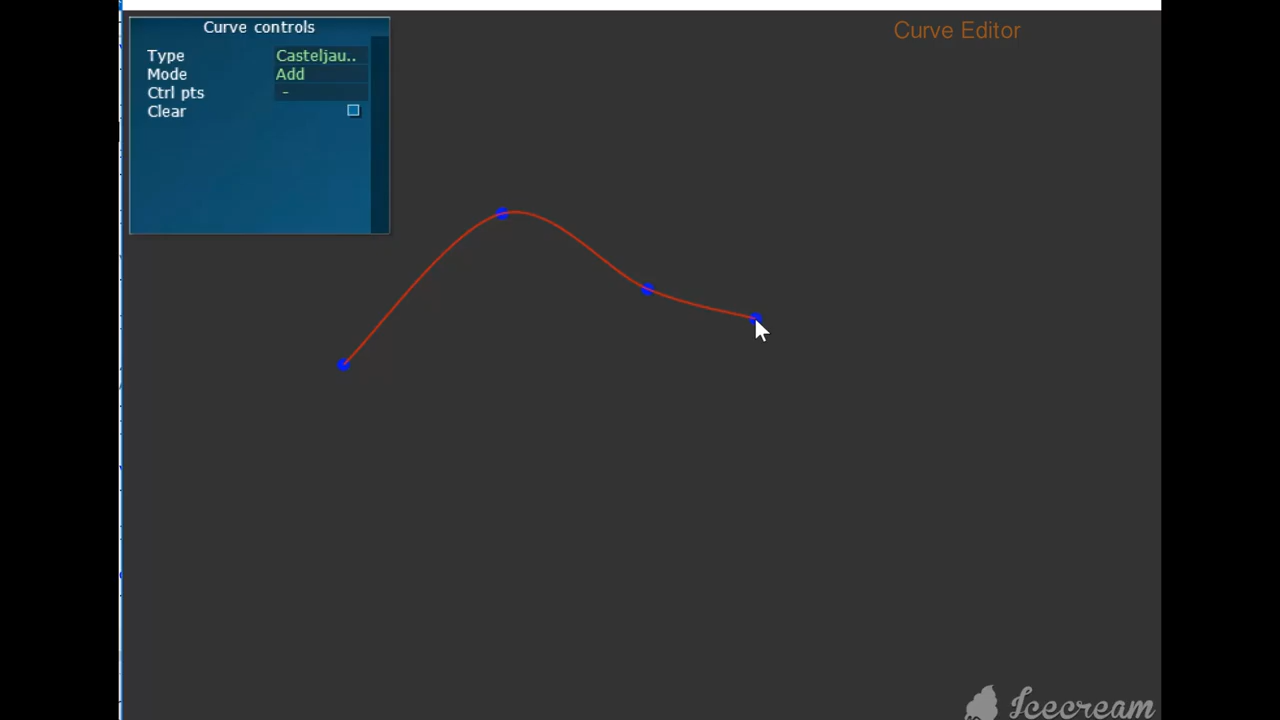 Curve controls
Curve Editor
Type Casteljau..
Mode Add
Ctrl pts -
Clear
Icecream